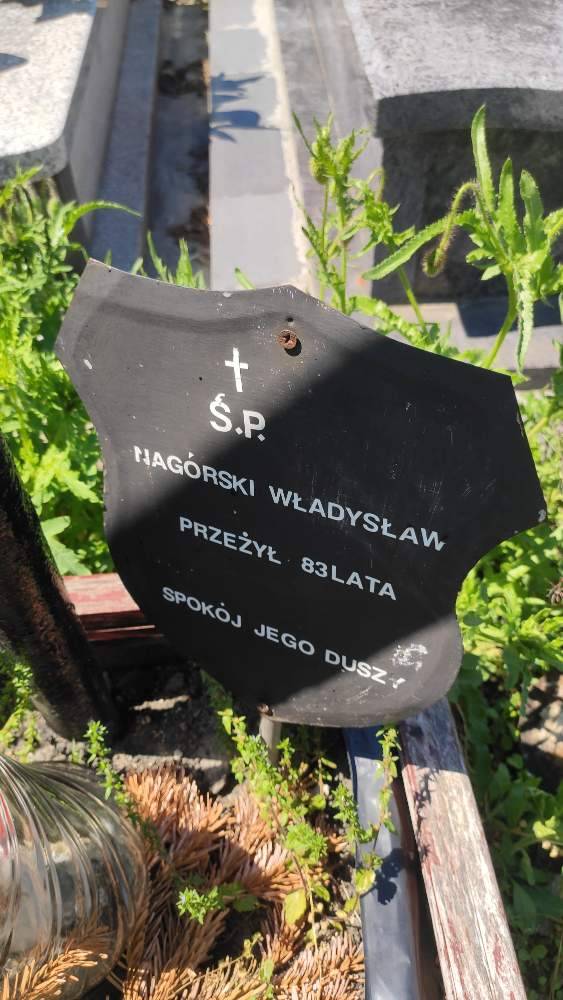 Ś.P.
NAGÓRSKI WŁADYSŁAW
PRZEŻYŁ 83 LATA
SPOKÓJ JEGO DUSZY